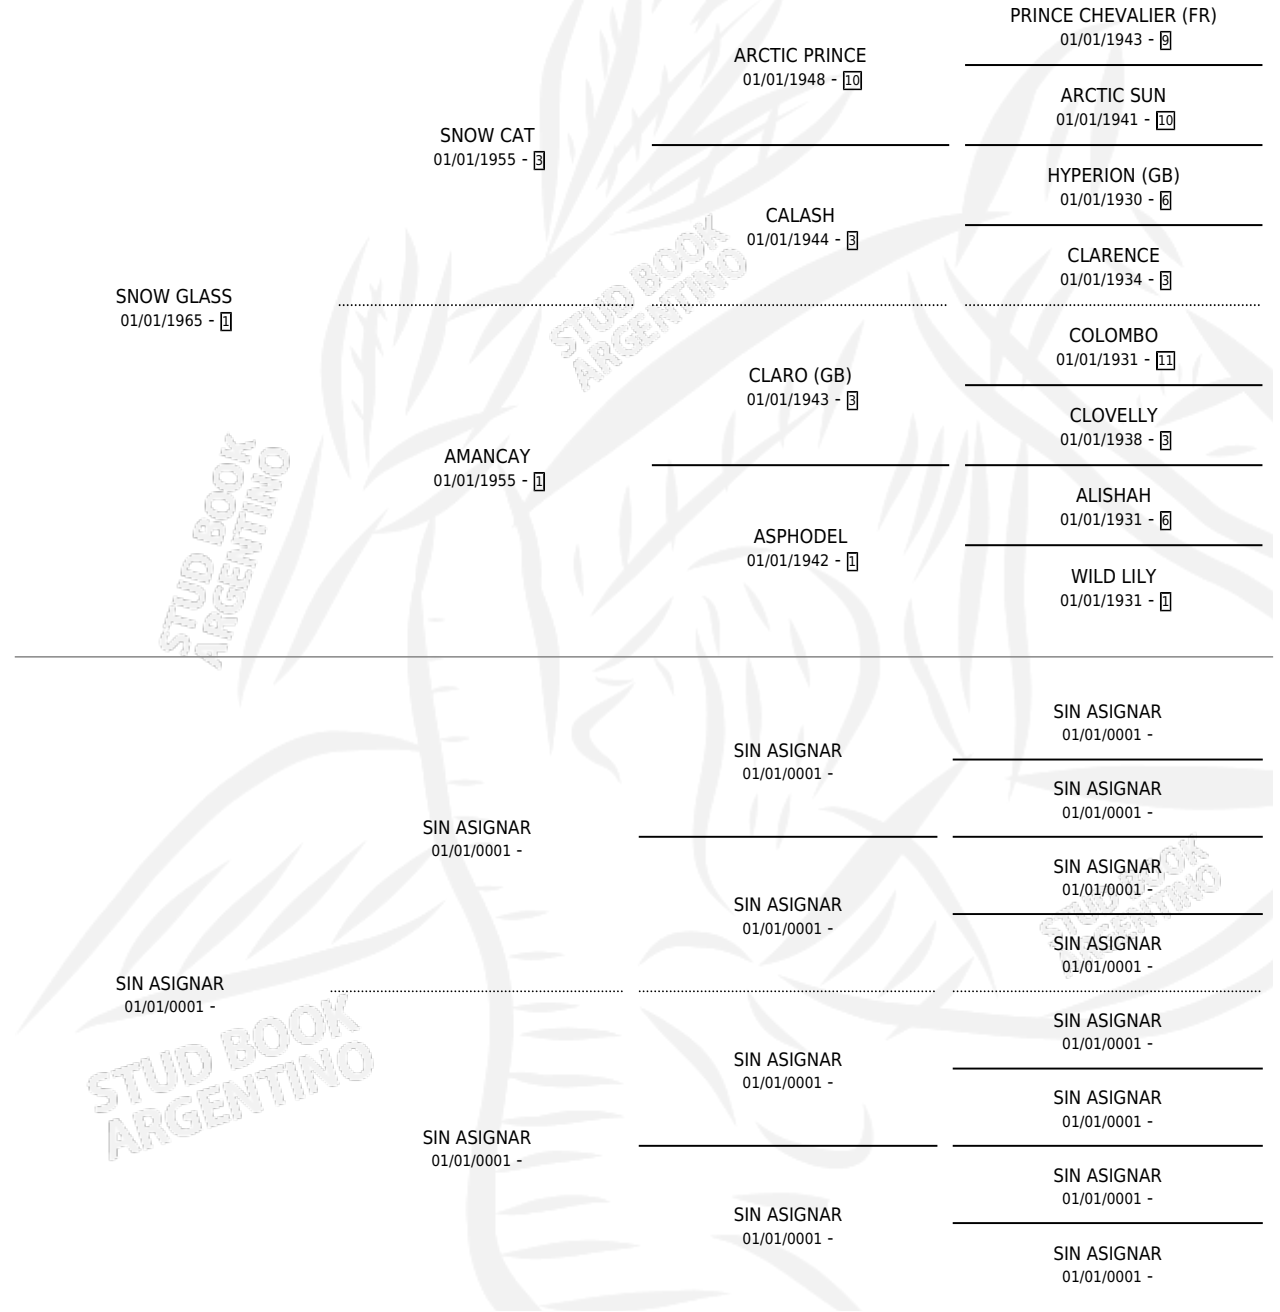 PRINCE CHEVALIER (FR)
01/01/1943 - 9
ARCTIC PRINCE
01/01/1948 - 10
ARCTIC SUN
01/01/1941 - 10
SNOW CAT
01/01/1955 - 3
HYPERION (GB)
01/01/1930 - 6
CALASH
01/01/1944 - 3
CLARENCE
01/01/1934 - 3
SNOW GLASS
01/01/1965 - 1
COLOMBO
01/01/1931 - 11
CLARO (GB)
01/01/1943 - 3
CLOVELLY
01/01/1938 - 3
AMANCAY
01/01/1955 - 1
ALISHAH
01/01/1931 - 6
ASPHODEL
01/01/1942 - 1
WILD LILY
01/01/1931 - 1
STUD BOOK
ARGENTINO
STUD BOOK
ARGENTINO
SIN ASIGNAR
01/01/0001 -
SIN ASIGNAR
01/01/0001 -
SIN ASIGNAR
01/01/0001 -
SIN ASIGNAR
01/01/0001 -
SIN ASIGNAR
01/01/0001 -
SIN ASIGNAR
01/01/0001 -
SIN ASIGNAR
01/01/0001 -
SIN ASIGNAR
01/01/0001 -
SIN ASIGNAR
01/01/0001 -
SIN ASIGNAR
01/01/0001 -
SIN ASIGNAR
01/01/0001 -
SIN ASIGNAR
01/01/0001 -
SIN ASIGNAR
01/01/0001 -
SIN ASIGNAR
01/01/0001 -
SIN ASIGNAR
01/01/0001 -
STUD BOOK
ARGENTINO
STUD BOOK
ARGENTINO